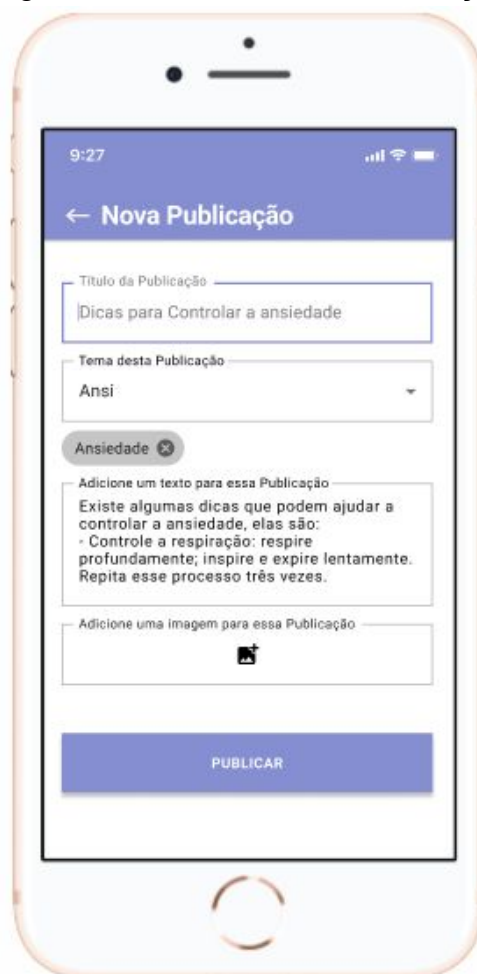 9:27
← Nova Publicação
Título da Publicação
Dicas para Controlar a ansiedade
Tema desta Publicação
Ansi
Ansiedade
Adicione um texto para essa Publicação
Existe algumas dicas que podem ajudar a
controlar a ansiedade, elas são:
- Controle a respiração: respire
profundamente; inspire e expire lentamente.
Repita esse processo três vezes.
Adicione uma imagem para essa Publicação
PUBLICAR